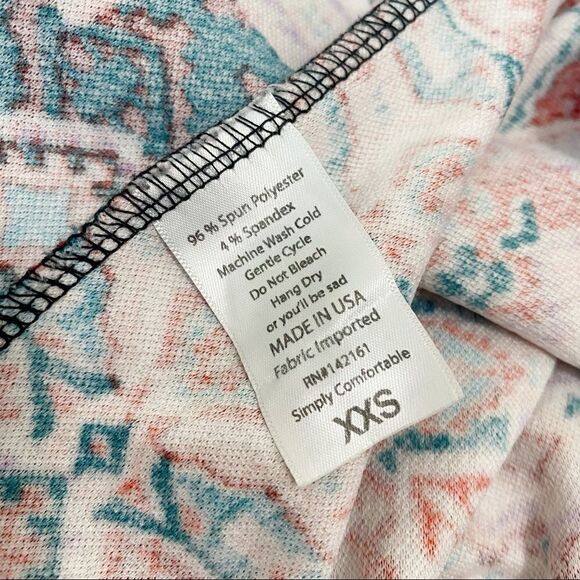 96 % Spun Polyester
4 % Spandex
Machine Wash Cold
Gentle Cycle
Do Not Bleach
Hang Dry
or you'll be sad
MADE IN USA
Fabric Imported
RN#142161
Simply Comfortable
XXS